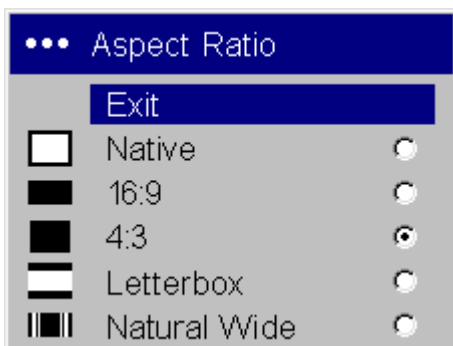 Aspect Ratio
Exit
Native
16:9
4:3
Letterbox
Natural Wide